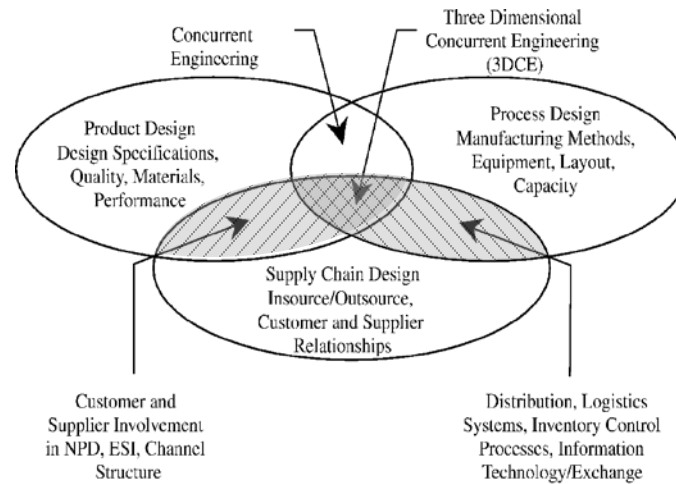 Concurrent
Engineering
Three Dimensional
Concurrent Engineering
(3DCE)
Product Design
Design Specifications,
Quality, Materials,
Performance
Process Design
Manufacturing Methods,
Equipment, Layout,
Capacity
Supply Chain Design
Insource/Outsource,
Customer and Supplier
Relationships
Customer and
Supplier Involvement
in NPD, ESI, Channel
Structure
Distribution, Logistics
Systems, Inventory Control
Processes, Information
Technology/Exchange